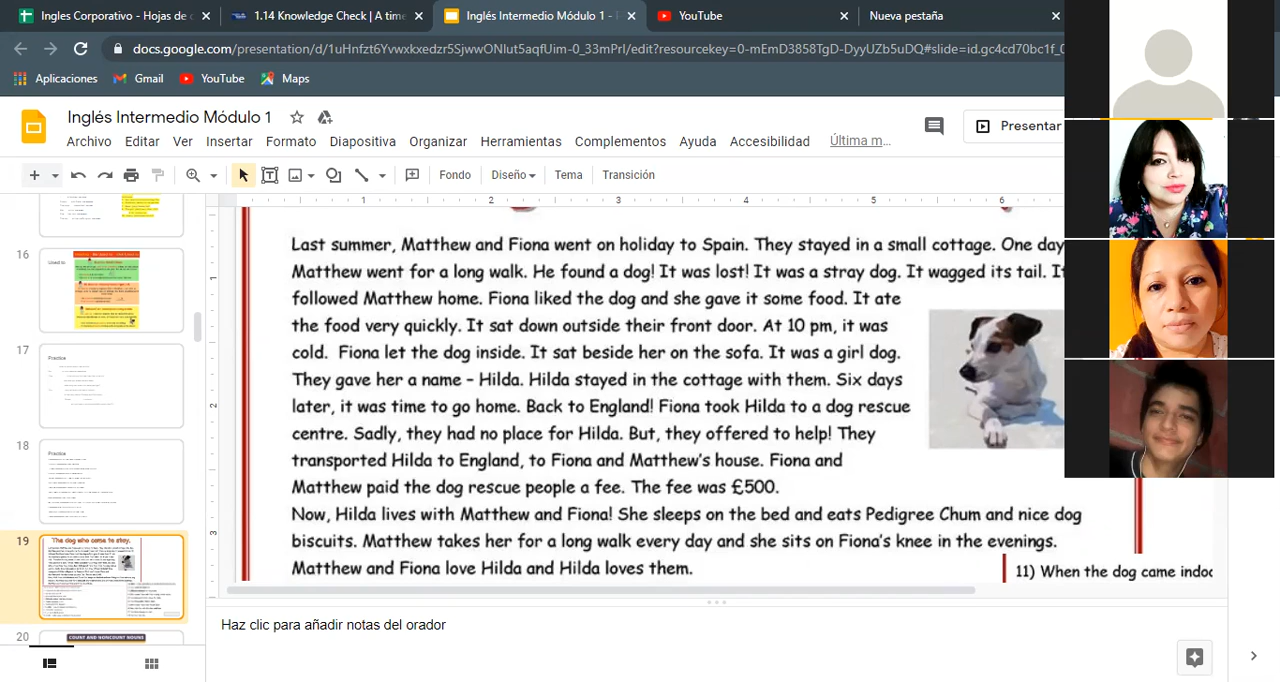 Ingles Corporativo - Hojas de c
1.14 Knowledge Check | A time
Inglés Intermedio Módulo 1 -
YouTube
Nueva pestaña
docs.google.com/presentation/d/1uHnfzt6Yvwxkxedzr5SjwwONlut5aqfUim-0_33mPrI/edit?resourcekey=0-mEmD3858TgD-DyyUZb5uDQ#slide=id.gc4cd70bc1f_0
Aplicaciones
Gmail
YouTube
Maps
Inglés Intermedio Módulo 1
Archivo Editar Ver Insertar Formato Diapositiva Organizar Herramientas Complementos Ayuda Accesibilidad Última m...
Presentar
Fondo Diseño Tema Transición
2 3 4 5 6
16
Used to
17
Practice
18
Practice
19
The dog who came to stay.
20
COUNT AND NONCOUNT NOUNS
1
2
3
Last summer, Matthew and Fiona went on holiday to Spain. They stayed in a small cottage. One day
Matthew went for a long walk. He found a dog! It was lost! It was a stray dog. It wagged its tail. It
followed Matthew home. Fiona liked the dog and she gave it some food. It ate
the food very quickly. It sat down outside their front door. At 10 pm, it was
cold. Fiona let the dog inside. It sat beside her on the sofa. It was a girl dog.
They gave her a name – Hilda. Hilda stayed in the cottage with them. Six days
later, it was time to go home. Back to England! Fiona took Hilda to a dog rescue
centre. Sadly, they had no place for Hilda. But, they offered to help! They
transported Hilda to England, to Fiona and Matthew's house. Fiona and
Matthew paid the dog rescue people a fee. The fee was £500.
Now, Hilda lives with Matthew and Fiona! She sleeps on the bed and eats Pedigree Chum and nice dog
biscuits. Matthew takes her for a long walk every day and she sits on Fiona's knee in the evenings.
Matthew and Fiona love Hilda and Hilda loves them.
11) When the dog came indoo
Haz clic para añadir notas del orador